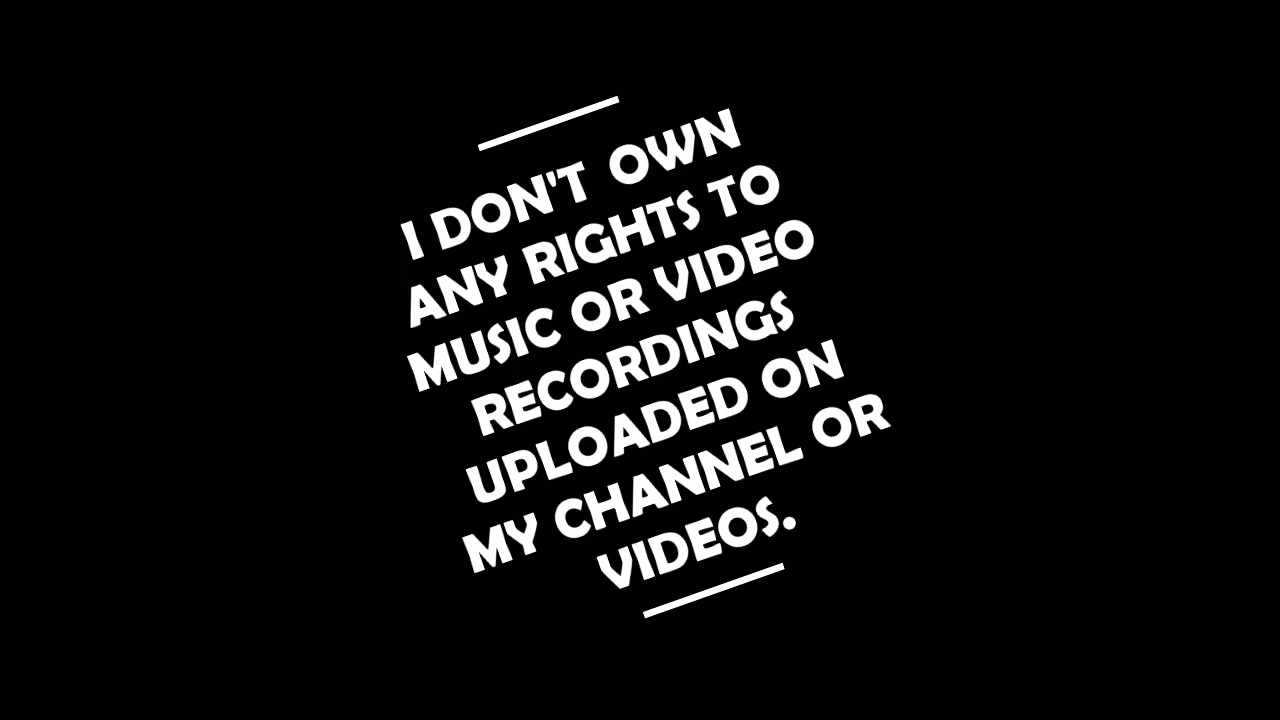 I DON'T OWN
ANY RIGHTS TO
MUSIC OR VIDEO
RECORDINGS
UPLOADED ON
MY CHANNEL OR
VIDEOS.